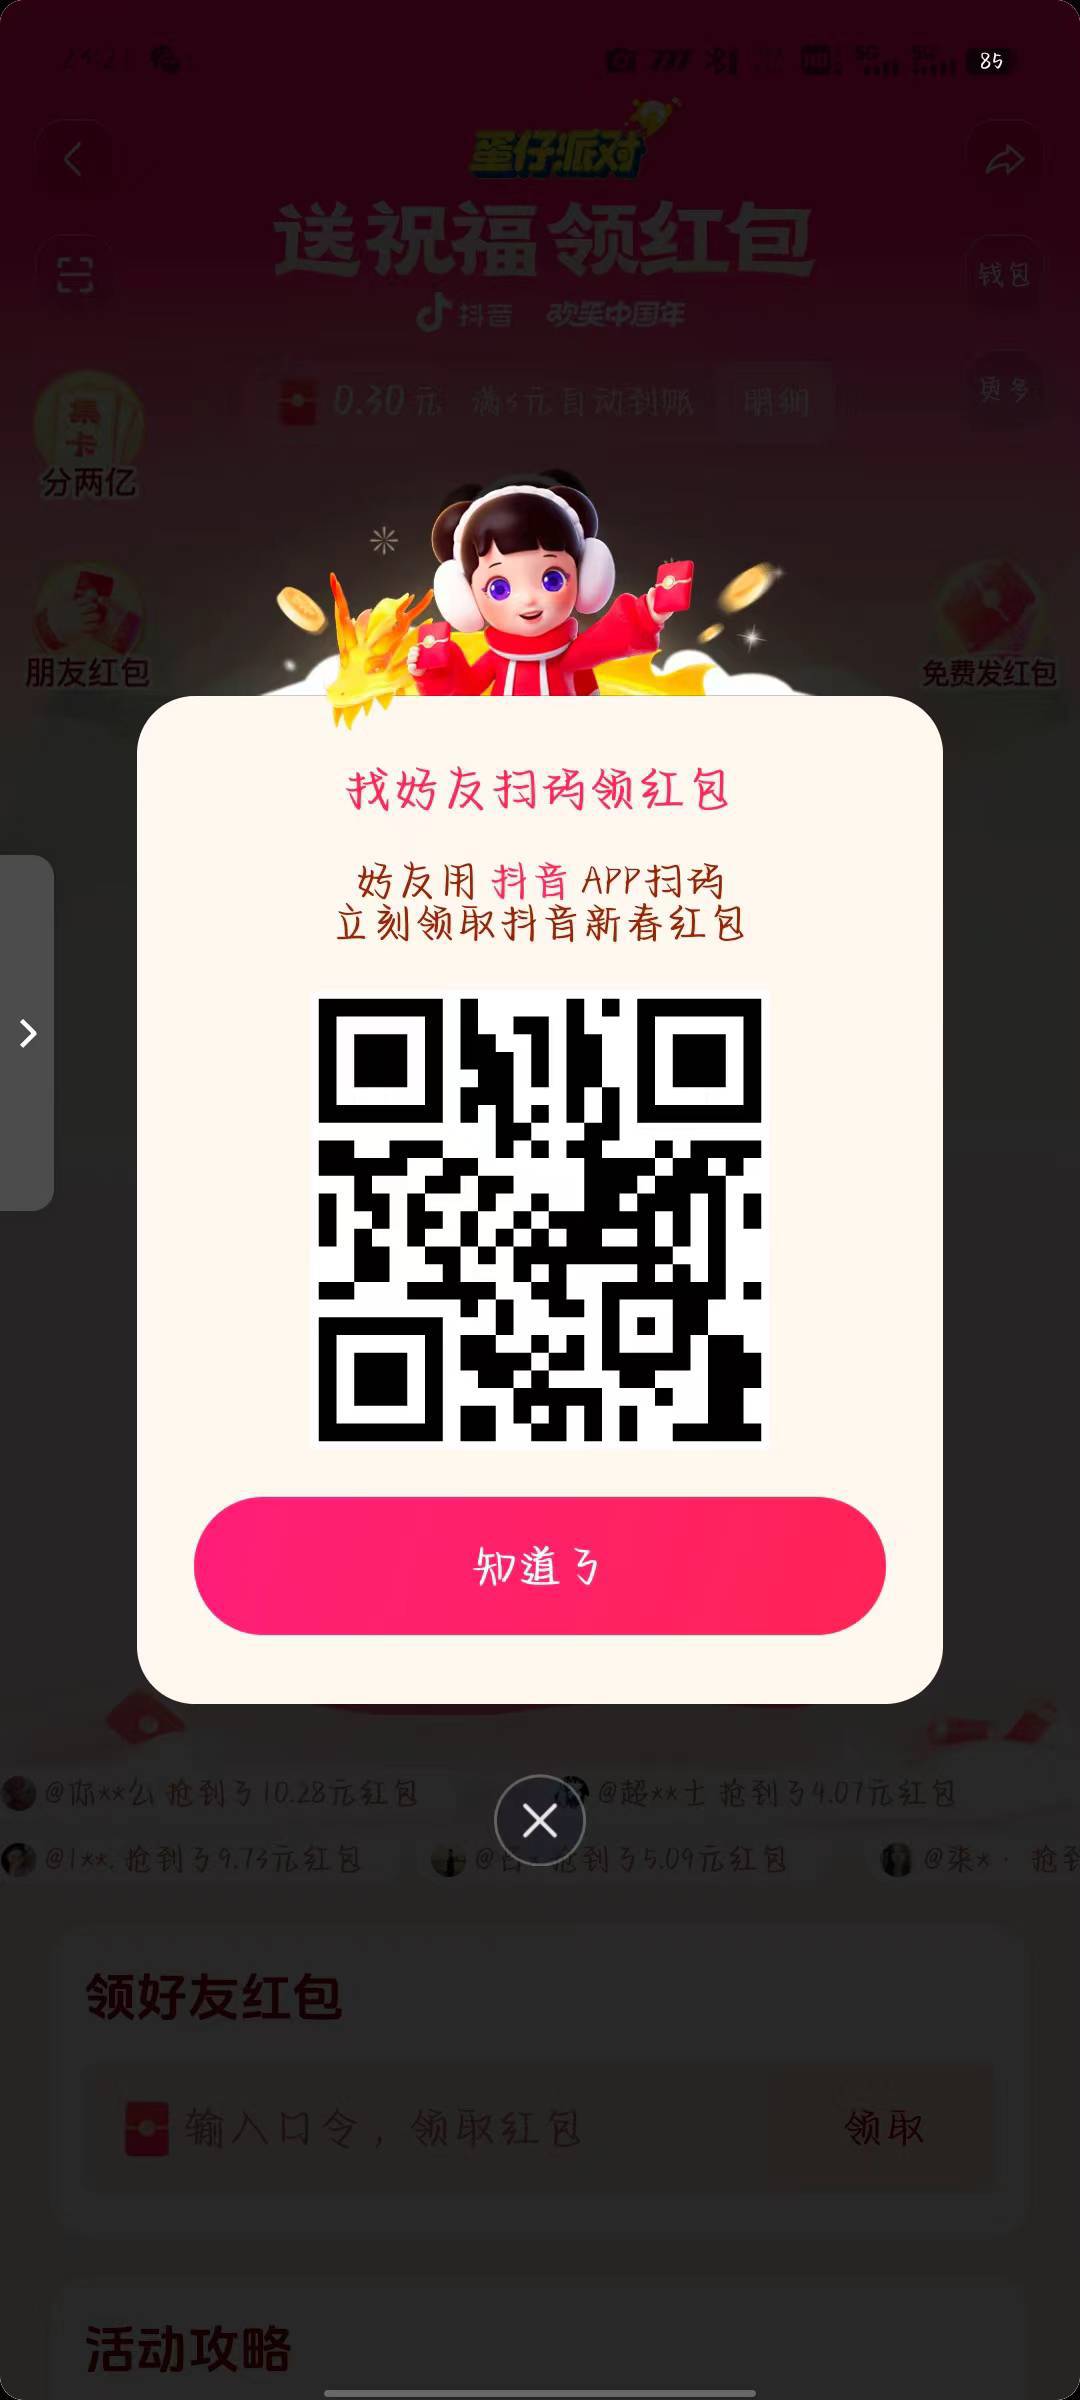 85
蛋仔派对
送祝福 领红包
抖音 欢笑中国年
钱包
0.30元 满5元自动到账 明细
更多
集卡
分两亿
朋友红包
免费发红包
找好友扫码领红包
好友用 抖音 APP扫码
立刻领取抖音新春红包
知道了
@你**么 抢到了10.28元红包
@超**士 抢到了4.07元红包
@1**. 抢到了9.73元红包
抢到了5.09元红包
领好友红包
输入口令，领取红包
领取
活动攻略